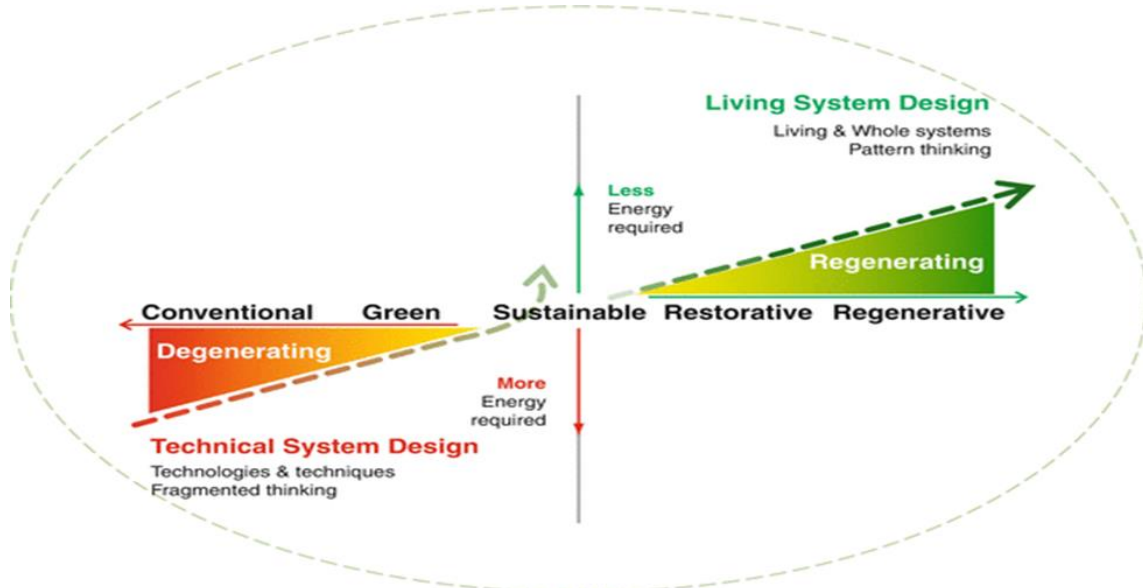 Living System Design
Living & Whole systems
Pattern thinking
Less
Energy
required
Regenerating
Conventional Green Sustainable Restorative Regenerative
Degenerating
More
Energy
required
Technical System Design
Technologies & techniques
Fragmented thinking